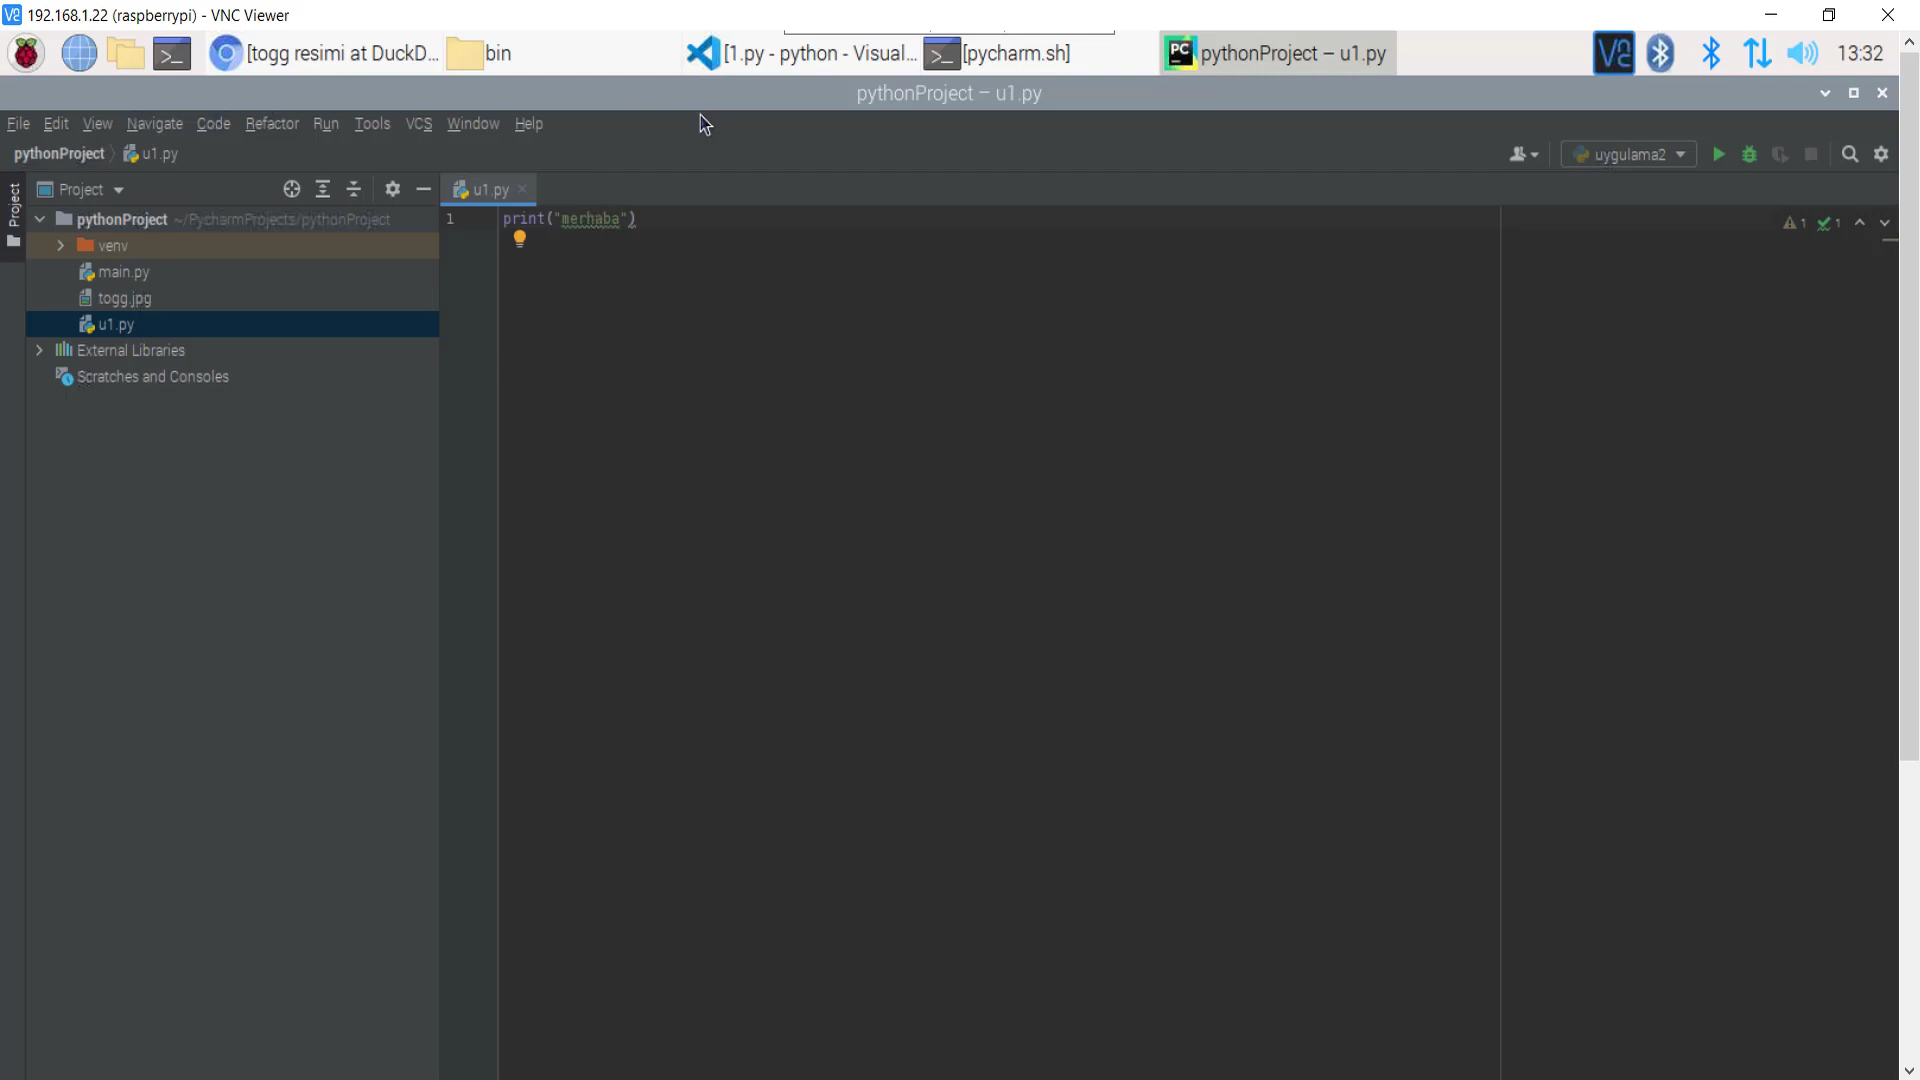 192.168.1.22 (raspberrypi) - VNC Viewer
[togg resimi at DuckD... bin [1.py - python - Visual... [pycharm.sh] pythonProject – u1.py 13:32
pythonProject – u1.py
File Edit View Navigate Code Refactor Run Tools VCS Window Help
pythonProject u1.py uygulama2
Project Project u1.py
pythonProject ~/PycharmProjects/pythonProject 1 print("merhaba") 1 1
venv
main.py
togg.jpg
u1.py
External Libraries
Scratches and Consoles